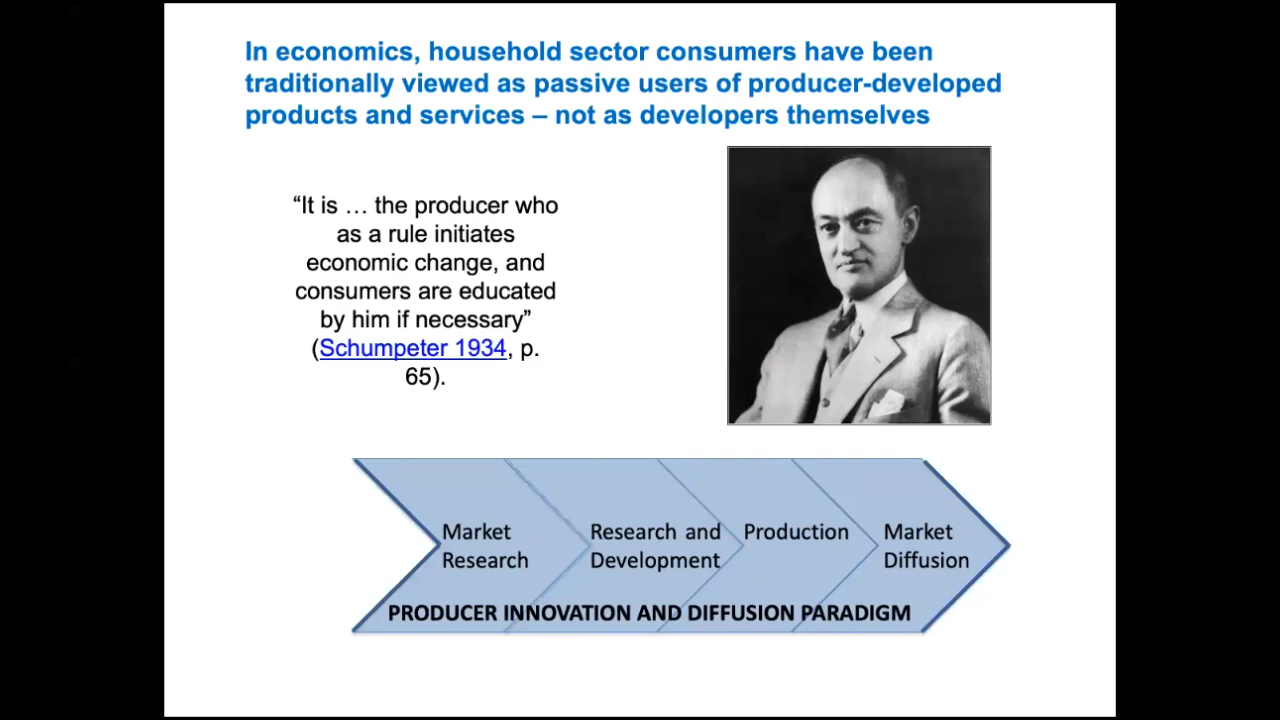 In economics, household sector consumers have been
traditionally viewed as passive users of producer-developed
products and services – not as developers themselves
“It is … the producer who
as a rule initiates
economic change, and
consumers are educated
by him if necessary”
(Schumpeter 1934, p.
65).
Market
Research
Research and
Development
Production
Market
Diffusion
PRODUCER INNOVATION AND DIFFUSION PARADIGM